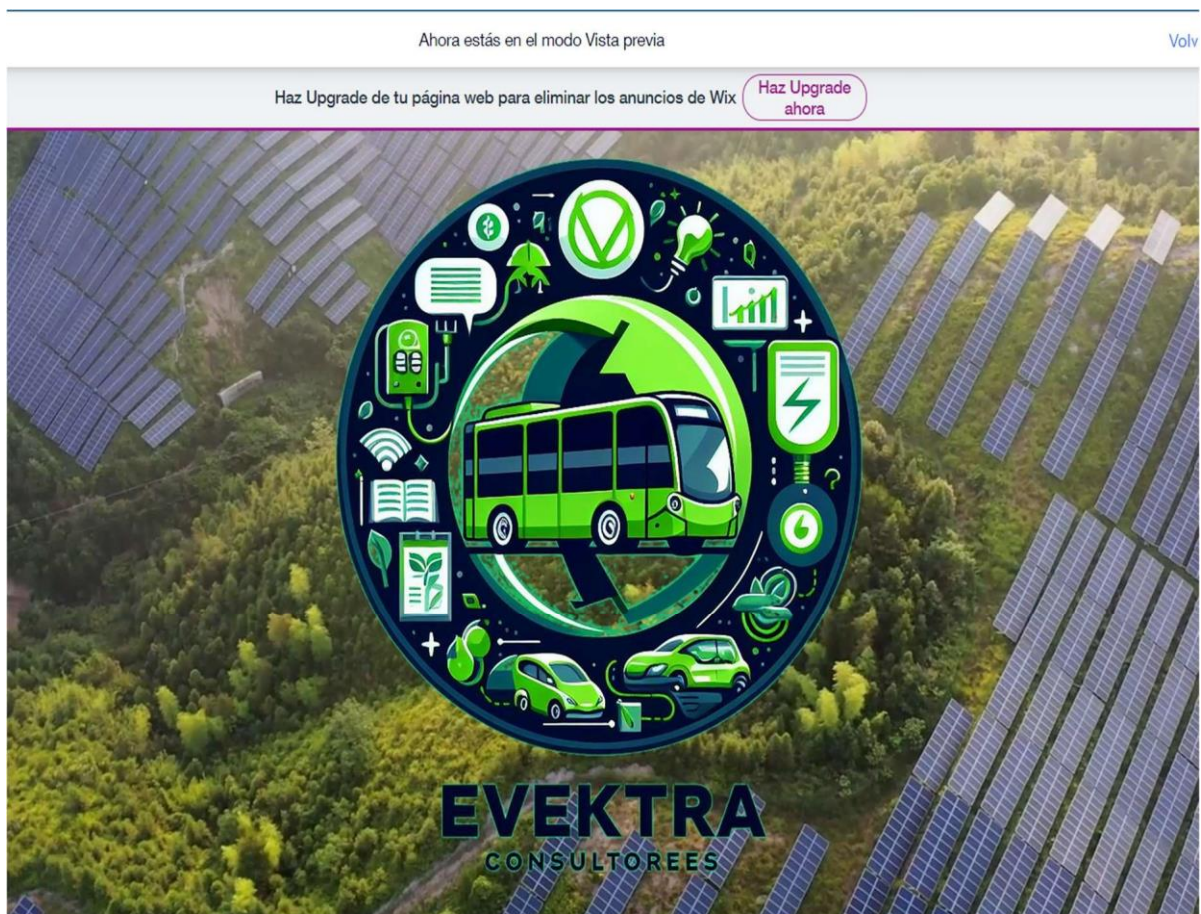 Ahora estás en el modo Vista previa
Volv
Haz Upgrade de tu página web para eliminar los anuncios de Wix
Haz Upgrade
ahora
EVEKTRA
CONSULTOREES